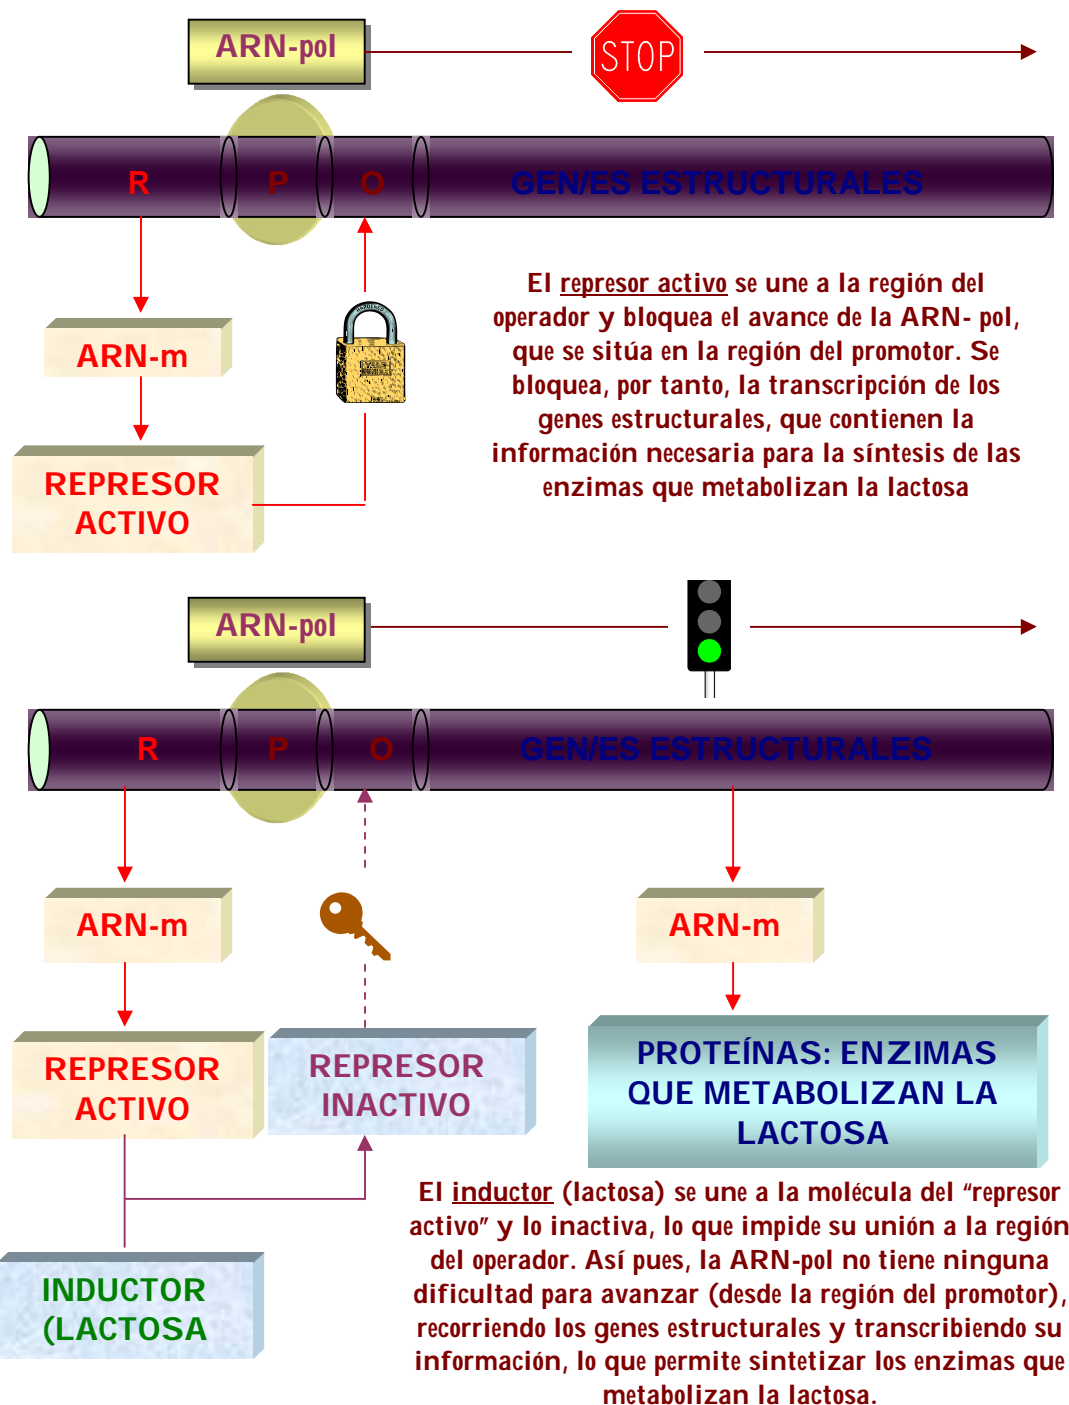 ARN-pol
STOP
R P O GEN/ES ESTRUCTURALES
El represor activo se une a la región del
operador y bloquea el avance de la ARN- pol,
que se sitúa en la región del promotor. Se
bloquea, por tanto, la transcripción de los
genes estructurales, que contienen la
información necesaria para la síntesis de las
enzimas que metabolizan la lactosa
ARN-m
REPRESOR
ACTIVO
ARN-pol
R P O GEN/ES ESTRUCTURALES
ARN-m
ARN-m
REPRESOR
ACTIVO
REPRESOR
INACTIVO
PROTEÍNAS: ENZIMAS
QUE METABOLIZAN LA
LACTOSA
El inductor (lactosa) se une a la molécula del “represor
activo” y lo inactiva, lo que impide su unión a la región
del operador. Así pues, la ARN-pol no tiene ninguna
dificultad para avanzar (desde la región del promotor),
recorriendo los genes estructurales y transcribiendo su
información, lo que permite sintetizar los enzimas que
metabolizan la lactosa.
INDUCTOR
(LACTOSA